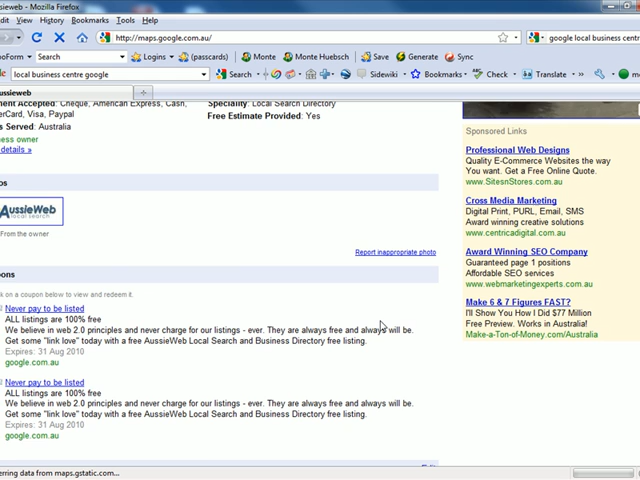 ssieweb - Mozilla Firefox
dit View History Bookmarks Tools Help
http://maps.google.com.au/
google local business centre
boForm Search Logins (passcards) Monte Monte Huebsch Save Generate Sync
local business centre google Search Sidewiki Bookmarks Check Translate
ussieweb
ment Accepted: Cheque, American Express, Cash,
erCard, Visa, Paypal
s Served: Australia
ness owner
details »
Speciality: Local Search Directory
Free Estimate Provided: Yes
os
AussieWeb
local search
From the owner
Report inappropriate photo
pons
k on a coupon below to view and redeem it.
Never pay to be listed
ALL listings are 100% free
We believe in web 2.0 principles and never charge for our listings - ever. They are always free and always will be.
Get some "link love" today with a free AussieWeb Local Search and Business Directory free listing.
Expires: 31 Aug 2010
google.com.au
Never pay to be listed
ALL listings are 100% free
We believe in web 2.0 principles and never charge for our listings - ever. They are always free and always will be.
Get some "link love" today with a free AussieWeb Local Search and Business Directory free listing.
Expires: 31 Aug 2010
google.com.au
Edit
Sponsored Links
Professional Web Designs
Quality E-Commerce Websites the way
You want. Get a Free Online Quote.
www.SitesnStores.com.au
Cross Media Marketing
Digital Print, PURL, Email, SMS
Award winning creative solutions
www.centricadigital.com.au
Award Winning SEO Company
Guaranteed page 1 positions
Affordable SEO services
www.webmarketingexperts.com.au
Make 6 & 7 Figures FAST?
I'll Show You How I Did $77 Million
Free Preview. Works in Australia!
Make-a-Ton-of-Money.com/Australia
erring data from maps.gstatic.com...